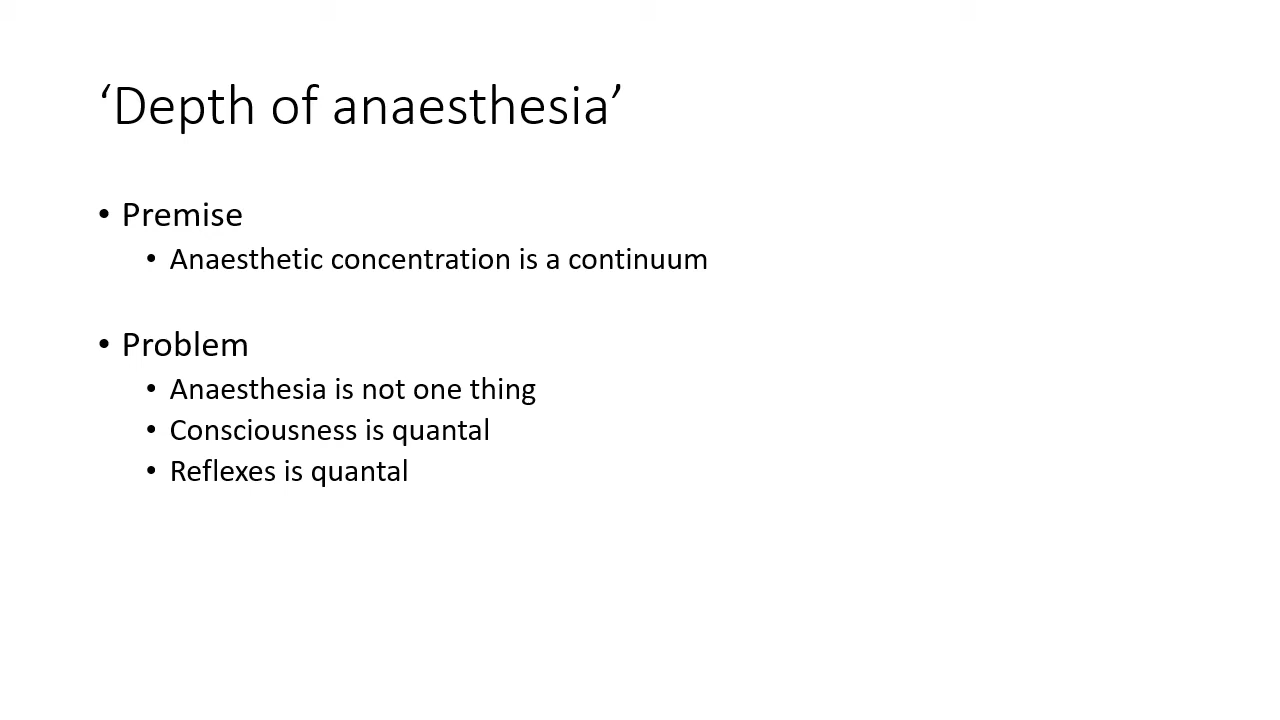 ‘Depth of anaesthesia’
• Premise
• Anaesthetic concentration is a continuum
• Problem
• Anaesthesia is not one thing
• Consciousness is quantal
• Reflexes is quantal